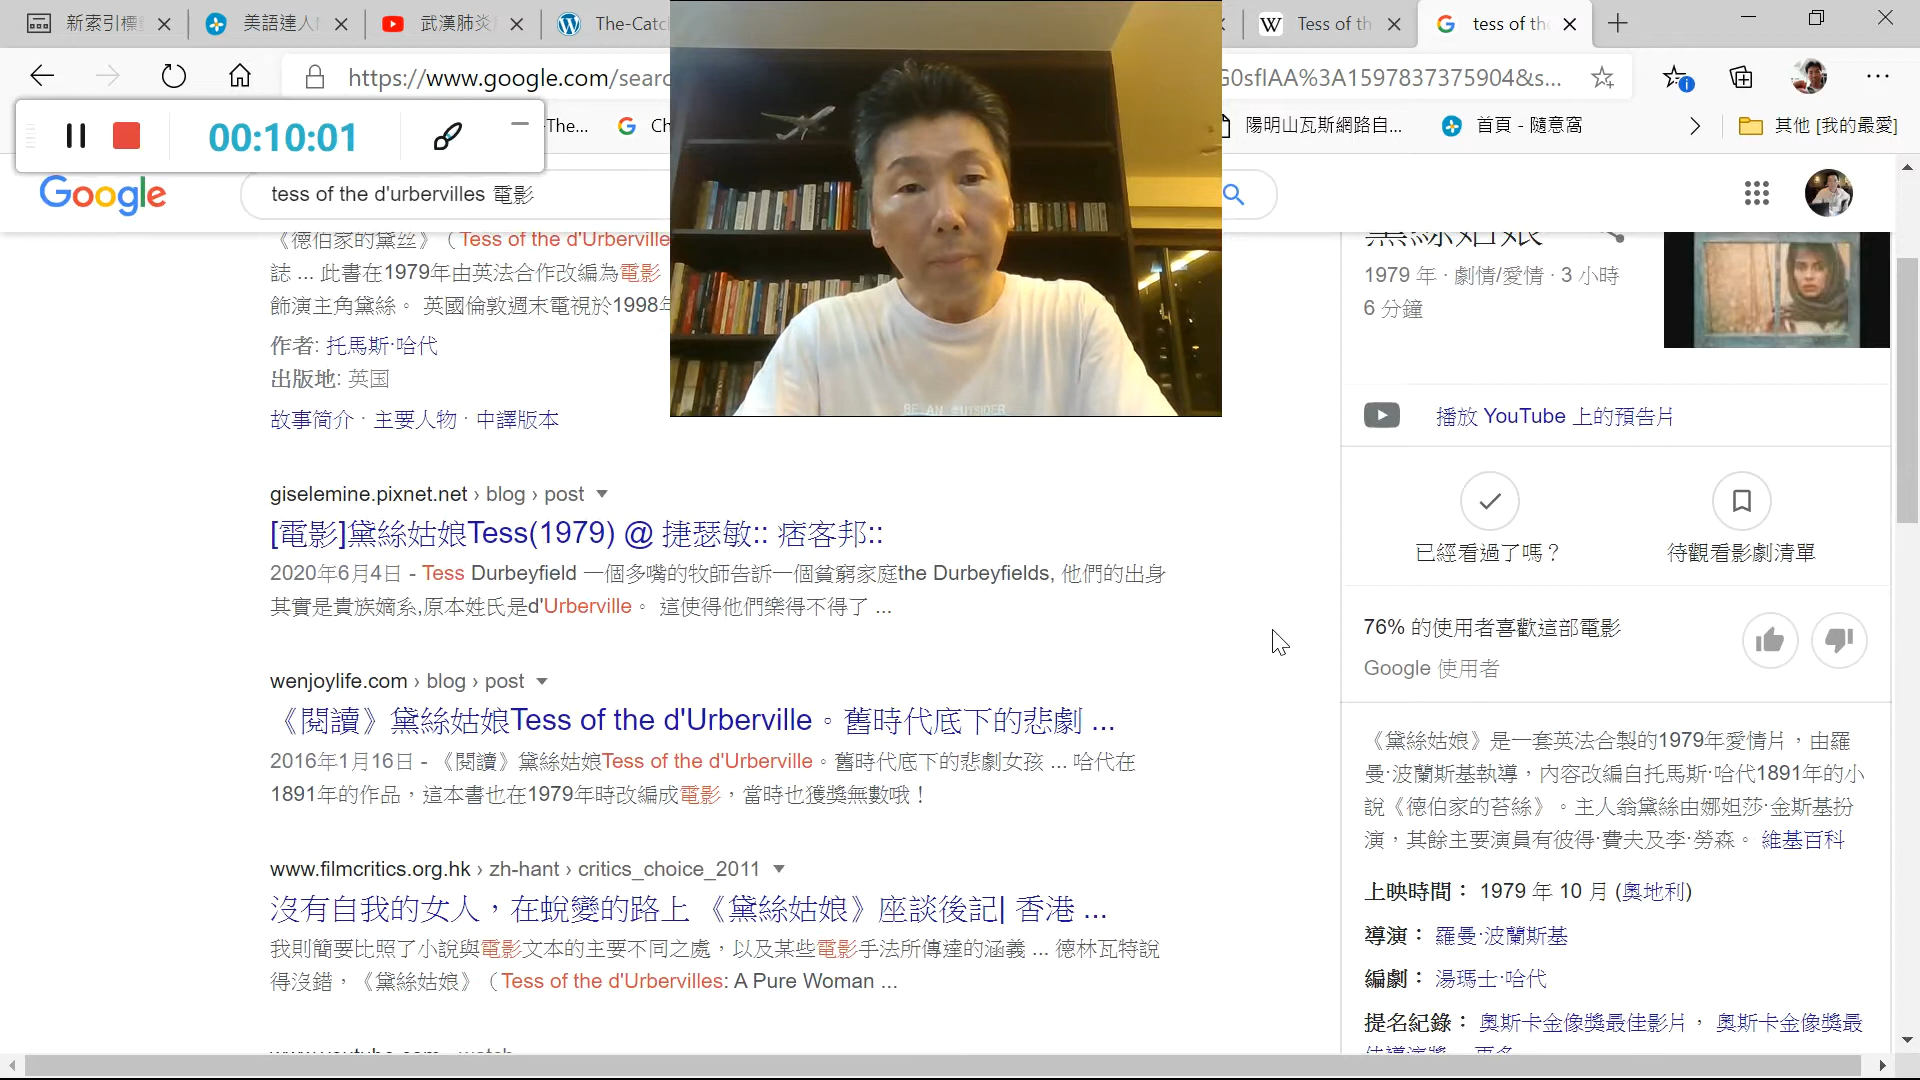 新索引標
美語達人
武漢肺炎
The-Catc
Tess of th
tess of the
https://www.google.com/searc
G0sfIAA%3A1597837375904&s...
00:10:01
-The...
Ch
陽明山瓦斯網路自...
首頁 - 隨意窩
其他 [我的最愛]
Google
tess of the d'urbervilles 電影
《德伯家的黛丝》（Tess of the d'Urberville
誌 ... 此書在1979年由英法合作改編為電影
飾演主角黛絲。 英國倫敦週末電視於1998年
作者: 托馬斯·哈代
出版地: 英国
故事简介 · 主要人物 · 中譯版本
giselemine.pixnet.net › blog › post
[電影]黛絲姑娘Tess(1979) @ 捷瑟敏:: 痞客邦::
2020年6月4日 - Tess Durbeyfield 一個多嘴的牧師告訴一個貧窮家庭the Durbeyfields, 他們的出身
其實是貴族嫡系,原本姓氏是d'Urberville。 這使得他們樂得不得了 ...
wenjoylife.com › blog › post
《閱讀》黛絲姑娘Tess of the d'Urberville。舊時代底下的悲劇 ...
2016年1月16日 - 《閱讀》黛絲姑娘Tess of the d'Urberville。舊時代底下的悲劇女孩 ... 哈代在
1891年的作品，這本書也在1979年時改編成電影，當時也獲獎無數哦！
www.filmcritics.org.hk › zh-hant › critics_choice_2011
沒有自我的女人，在蛻變的路上 《黛絲姑娘》座談後記| 香港 ...
我則簡要比照了小說與電影文本的主要不同之處，以及某些電影手法所傳達的涵義 ... 德林瓦特說
得沒錯，《黛絲姑娘》（Tess of the d'Urbervilles: A Pure Woman ...
BE AN OUTSIDER
黛絲姑娘
1979 年 · 劇情/愛情 · 3 小時
6 分鐘
播放 YouTube 上的預告片
已經看過了嗎？
待觀看影劇清單
76% 的使用者喜歡這部電影
Google 使用者
《黛絲姑娘》是一套英法合製的1979年愛情片，由羅
曼·波蘭斯基執導，內容改編自托馬斯·哈代1891年的小
說《德伯家的苔絲》。主人翁黛絲由娜妲莎·金斯基扮
演，其餘主要演員有彼得·費夫及李·勞森。 維基百科
上映時間： 1979 年 10 月 (奧地利)
導演： 羅曼·波蘭斯基
編劇： 湯瑪士·哈代
提名紀錄： 奧斯卡金像獎最佳影片， 奧斯卡金像獎最